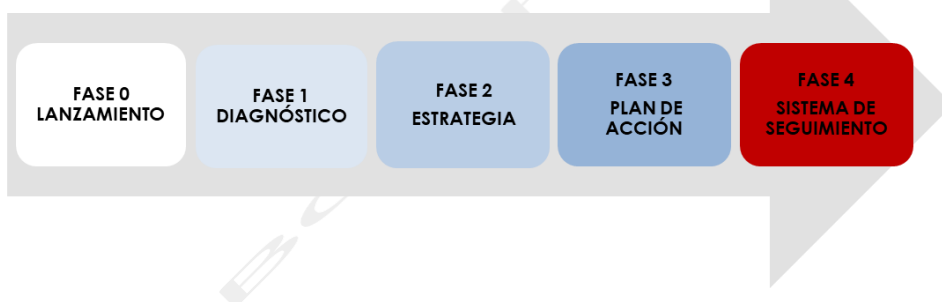 FASE 0
LANZAMIENTO
FASE 1
DIAGNÓSTICO
FASE 2
ESTRATEGIA
FASE 3
PLAN DE
ACCIÓN
FASE 4
SISTEMA DE
SEGUIMIENTO